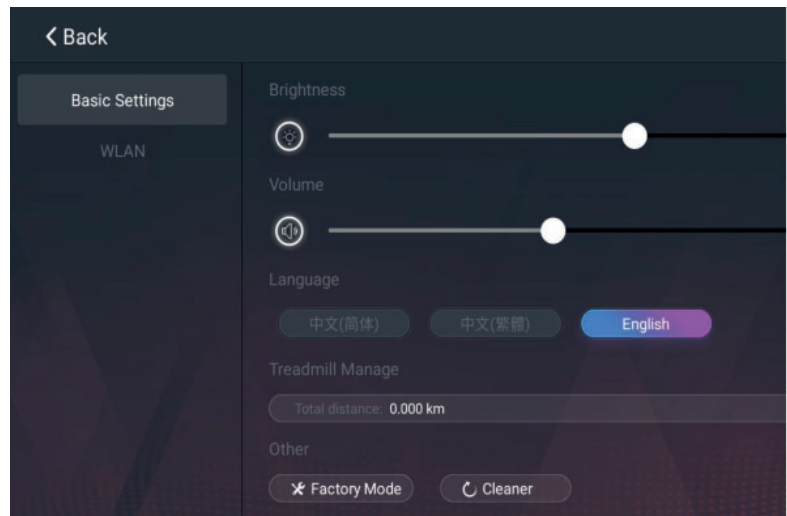 Back
Basic Settings
WLAN
Brightness
Volume
Language
中文(简体) 中文(繁體) English
Treadmill Manage
Total distance: 0.000 km
Other
Factory Mode Cleaner